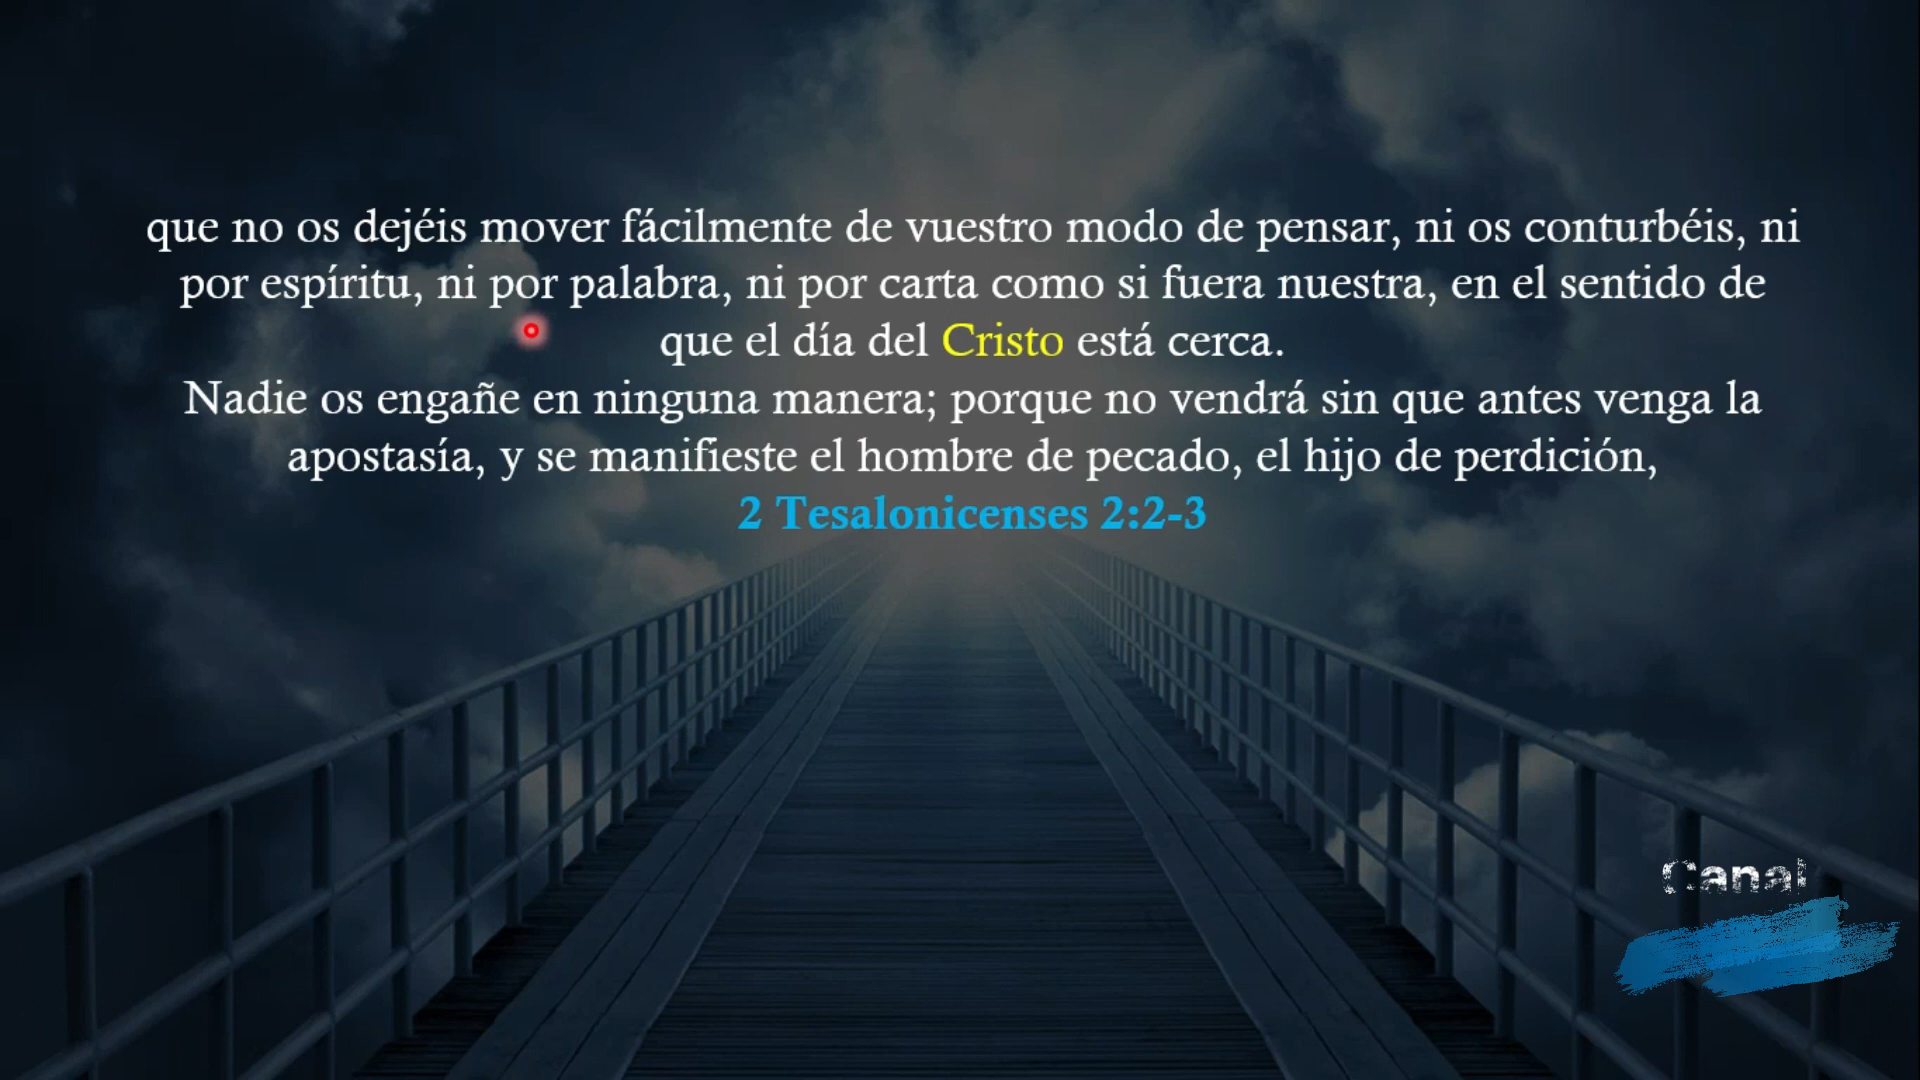 que no os dejéis mover fácilmente de vuestro modo de pensar, ni os conturbéis, ni
por espíritu, ni por palabra, ni por carta como si fuera nuestra, en el sentido de
que el día del Cristo está cerca.
Nadie os engañe en ninguna manera; porque no vendrá sin que antes venga la
apostasía, y se manifieste el hombre de pecado, el hijo de perdición,
2 Tesalonicenses 2:2-3
Canal